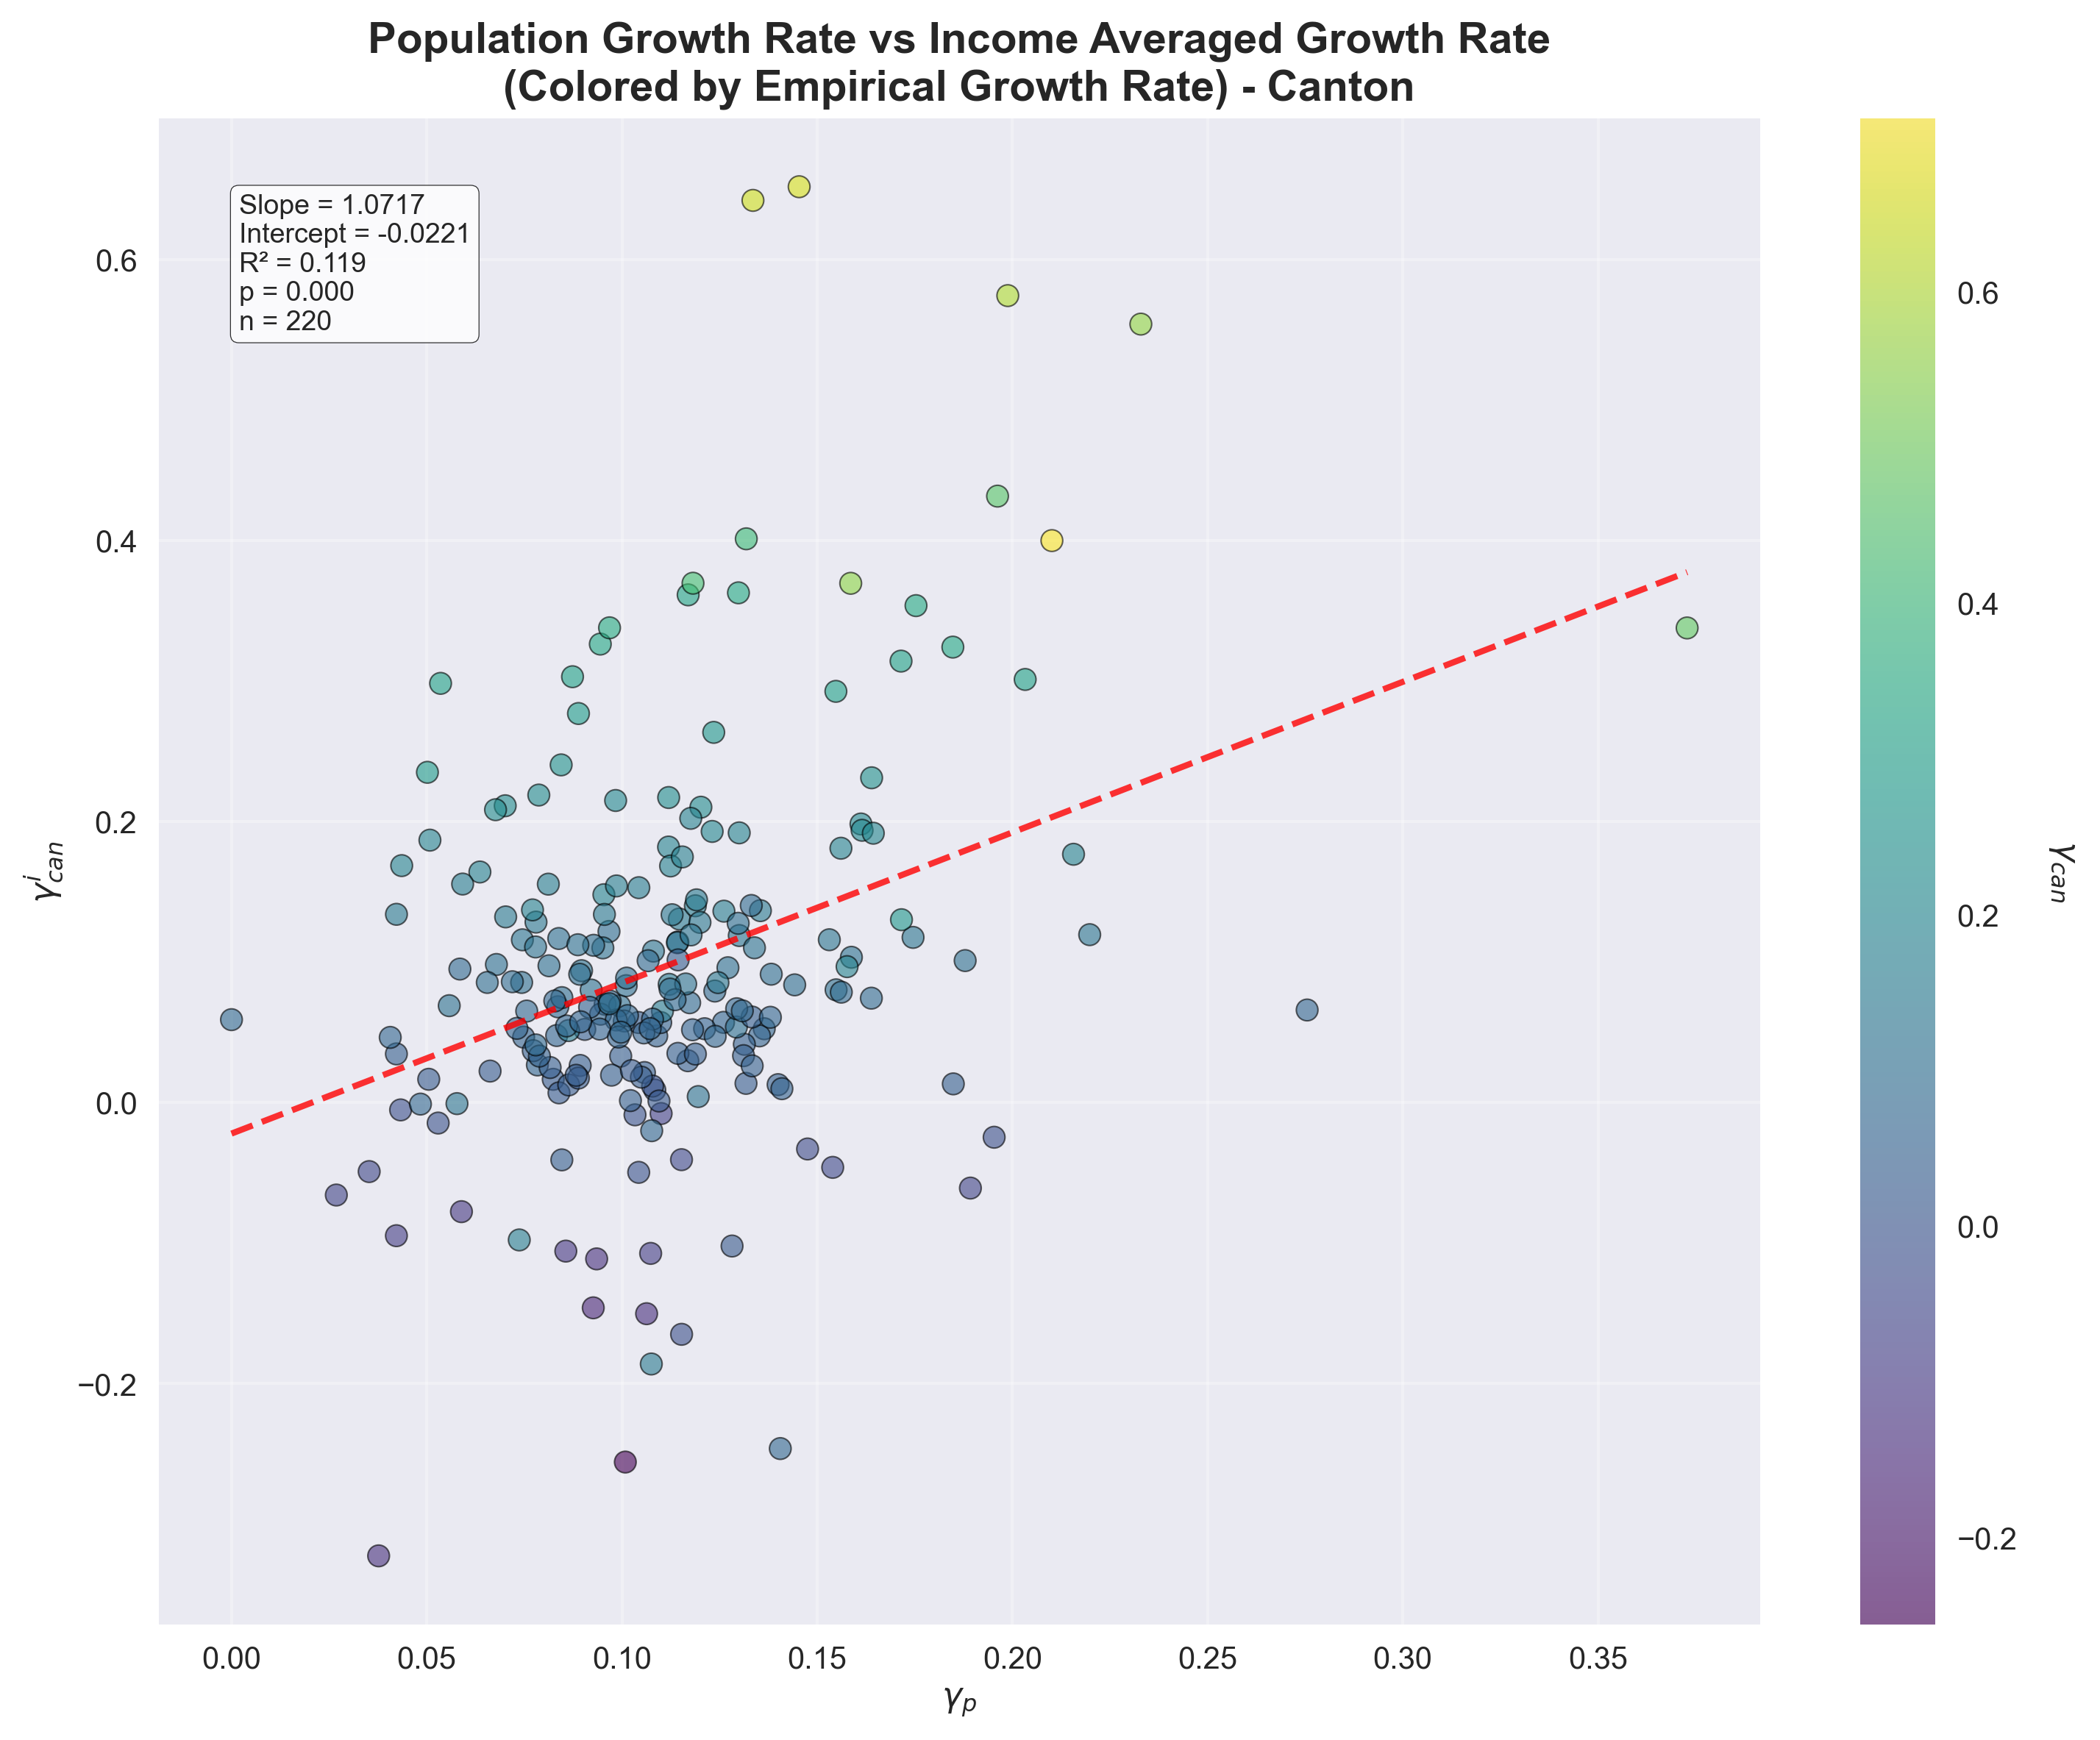 Population Growth Rate vs Income Averaged Growth Rate
(Colored by Empirical Growth Rate) - Canton
Slope = 1.0717
Intercept = -0.0221
R² = 0.119
p = 0.000
n = 220
0.6
0.4
0.2
0.0
−0.2
γ^i_can
0.00 0.05 0.10 0.15 0.20 0.25 0.30 0.35
γ_p
0.6
0.4
0.2
0.0
−0.2
γ_can